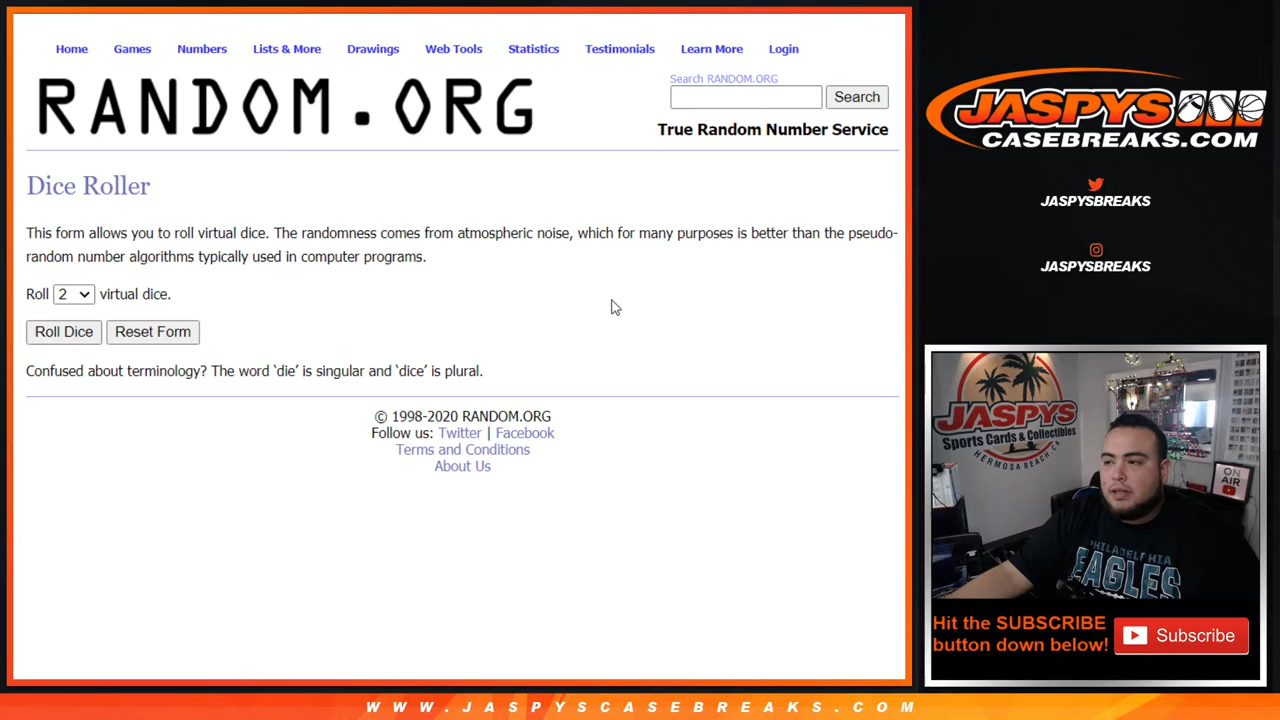 Home Games Numbers Lists & More Drawings Web Tools Statistics Testimonials Learn More Login
RANDOM.ORG
Search RANDOM.ORG
Search
True Random Number Service
Dice Roller
This form allows you to roll virtual dice. The randomness comes from atmospheric noise, which for many purposes is better than the pseudo-
random number algorithms typically used in computer programs.
Roll 2 virtual dice.
Roll Dice Reset Form
Confused about terminology? The word ‘die’ is singular and ‘dice’ is plural.
© 1998-2020 RANDOM.ORG
Follow us: Twitter | Facebook
Terms and Conditions
About Us
JASPYS
CASEBREAKS.COM
JASPYSBREAKS
JASPYSBREAKS
JASPYS
Sports Cards & Collectibles
HERMOSA BEACH, CA
ON
AIR
PHILADELPHIA
EAGLES
Hit the SUBSCRIBE
button down below!
Subscribe
WWW.JASPYSCASEBREAKS.COM